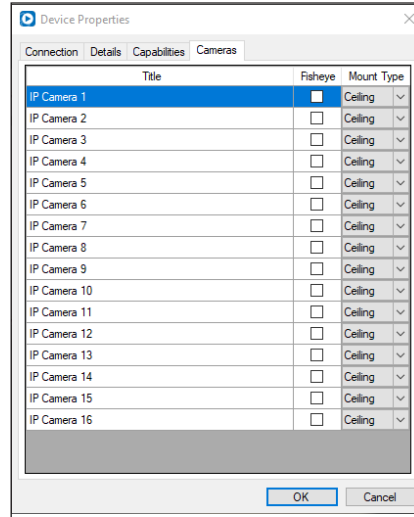 Device Properties
Connection Details Capabilities Cameras
Title Fisheye Mount Type
IP Camera 1 Ceiling
IP Camera 2 Ceiling
IP Camera 3 Ceiling
IP Camera 4 Ceiling
IP Camera 5 Ceiling
IP Camera 6 Ceiling
IP Camera 7 Ceiling
IP Camera 8 Ceiling
IP Camera 9 Ceiling
IP Camera 10 Ceiling
IP Camera 11 Ceiling
IP Camera 12 Ceiling
IP Camera 13 Ceiling
IP Camera 14 Ceiling
IP Camera 15 Ceiling
IP Camera 16 Ceiling
OK Cancel